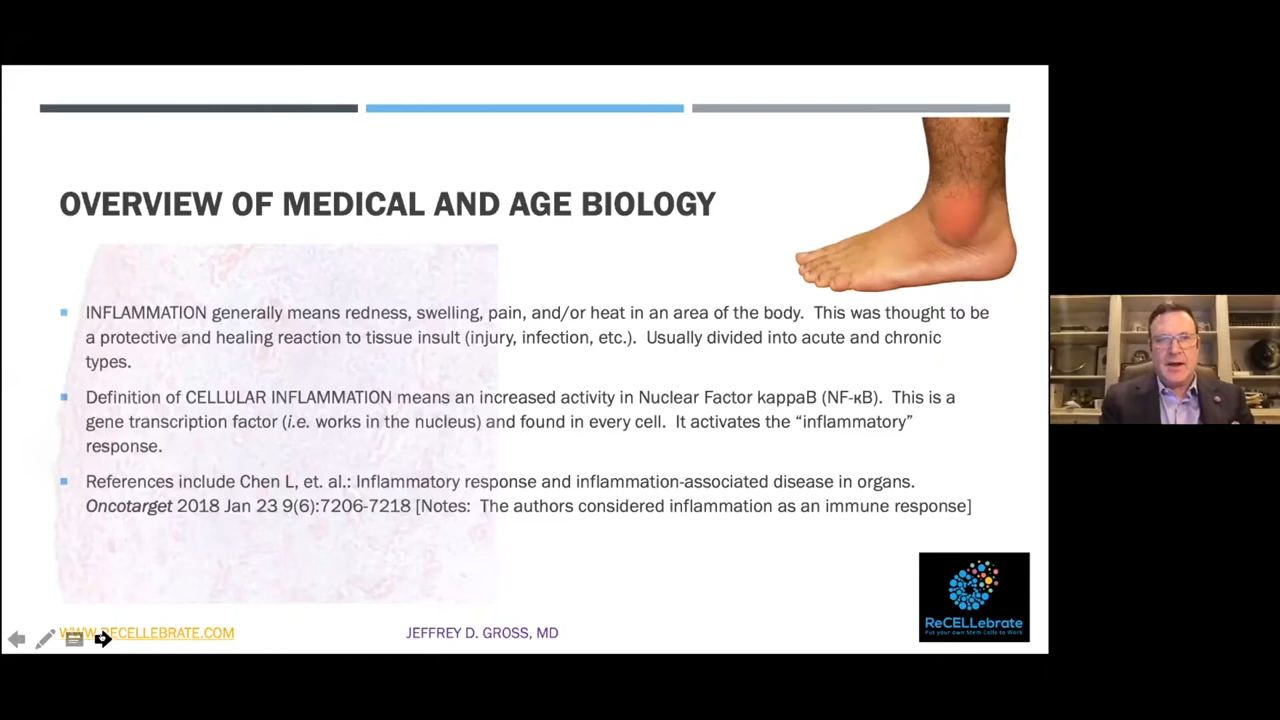 OVERVIEW OF MEDICAL AND AGE BIOLOGY
INFLAMMATION generally means redness, swelling, pain, and/or heat in an area of the body.  This was thought to be
a protective and healing reaction to tissue insult (injury, infection, etc.).  Usually divided into acute and chronic
types.
Definition of CELLULAR INFLAMMATION means an increased activity in Nuclear Factor kappaB (NF-κB).  This is a
gene transcription factor (i.e. works in the nucleus) and found in every cell.  It activates the “inflammatory”
response.
References include Chen L, et. al.: Inflammatory response and inflammation-associated disease in organs.
Oncotarget 2018 Jan 23 9(6):7206-7218 [Notes:  The authors considered inflammation as an immune response]
WWW.RECELLEBRATE.COM
JEFFREY D. GROSS, MD
ReCELLebrate
Put your own Stem Cells to Work